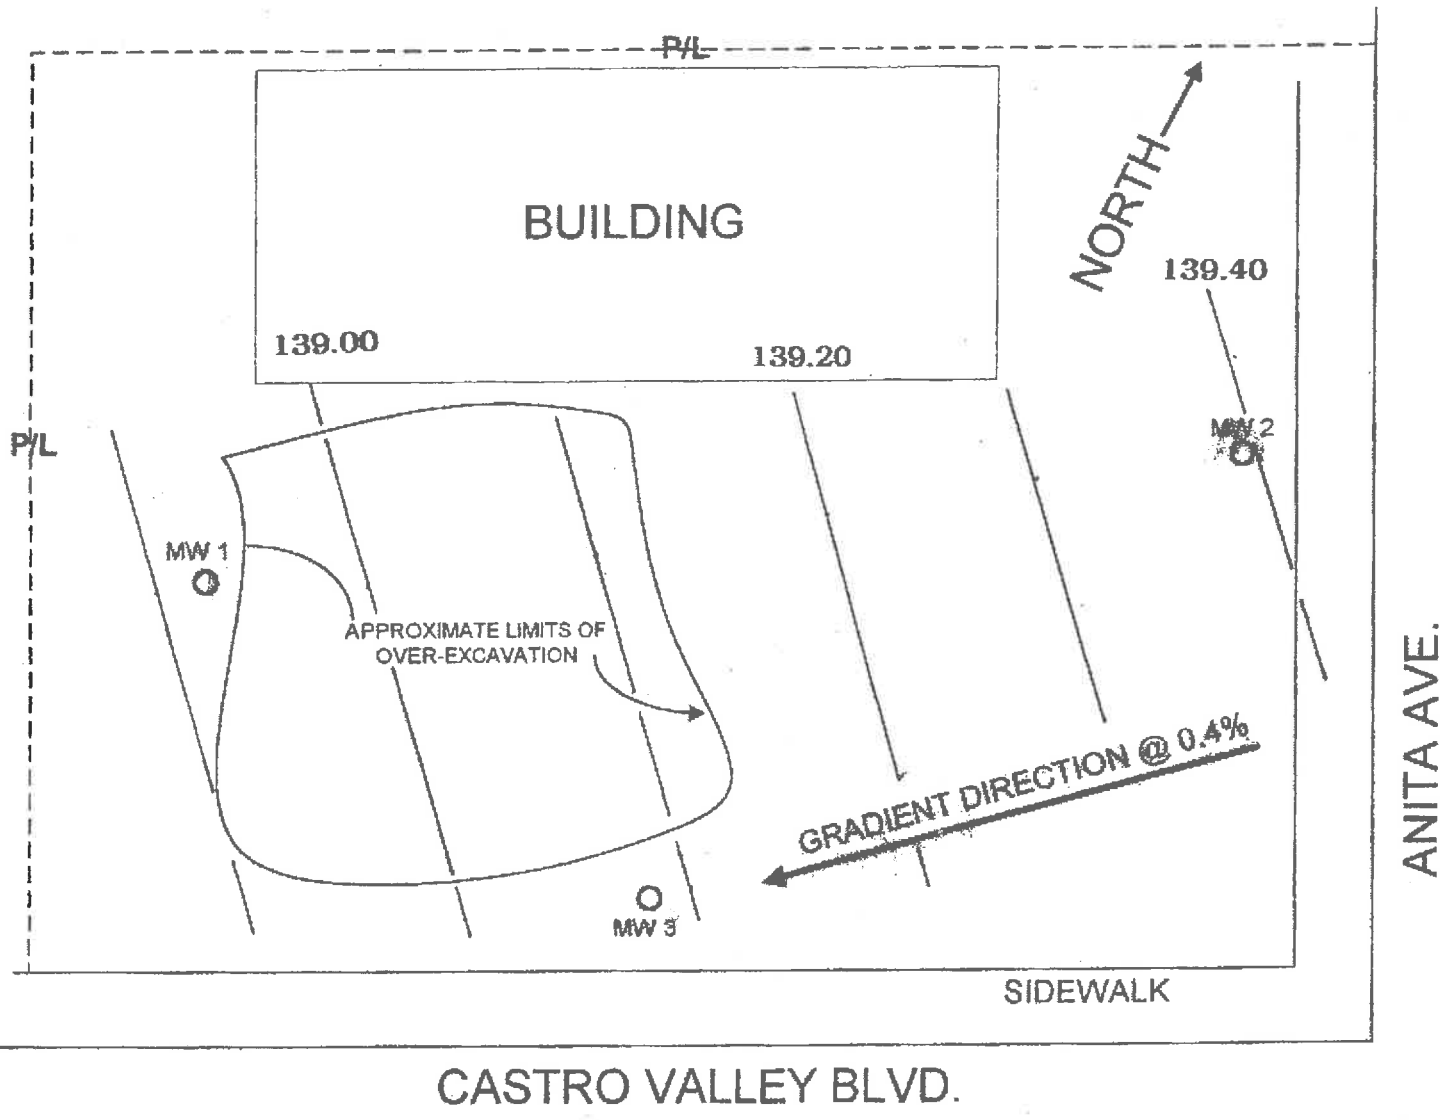 P/L
NORTH
BUILDING
139.40
139.00
139.20
P/L
MW 2
MW 1
APPROXIMATE LIMITS OF
OVER-EXCAVATION
GRADIENT DIRECTION @ 0.4%
ANITA AVE.
MW 3
SIDEWALK
CASTRO VALLEY BLVD.